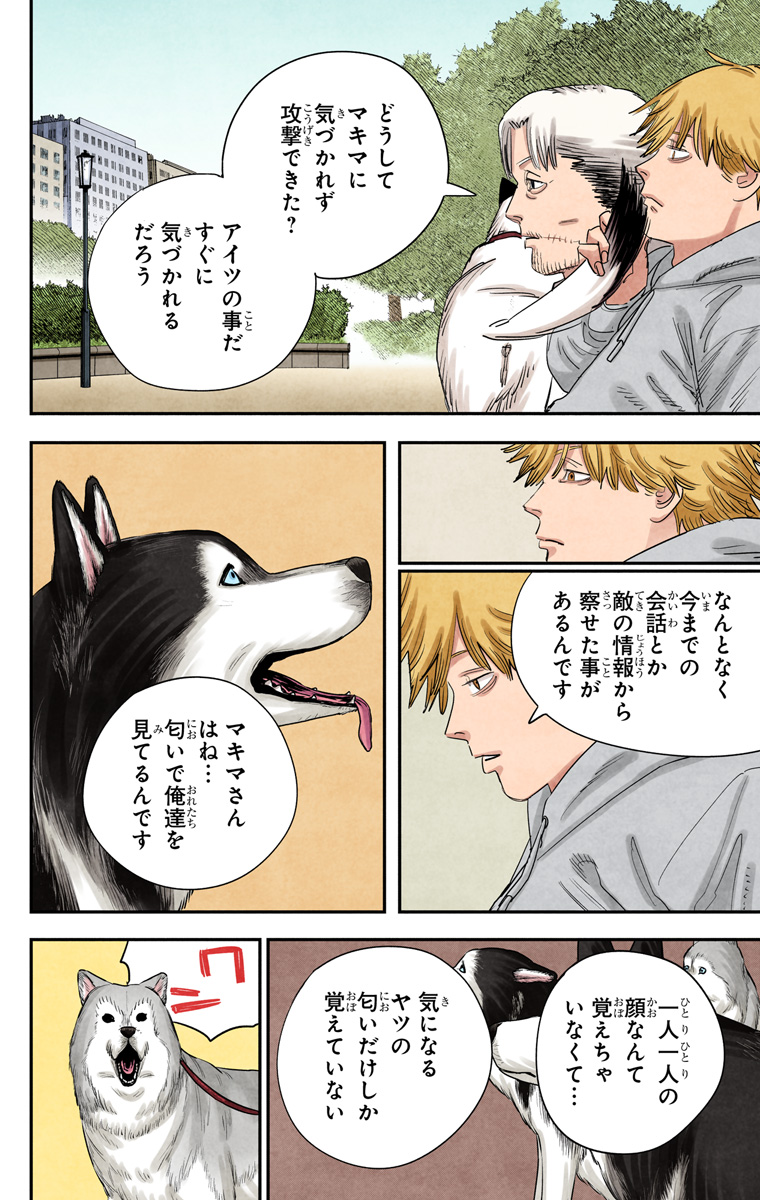 どうして
マキマに
気づかれず
攻撃できた?
アイツの事だ
すぐに
気づかれる
だろう
なんとなく
今までの
会話とか
敵の情報から
察せた事が
あるんです
マキマさん
はね…
匂いで俺達を
見てるんです
一人一人の
顔なんて
覚えちゃ
いなくて…
気になる
ヤツの
匂いだけしか
覚えていない